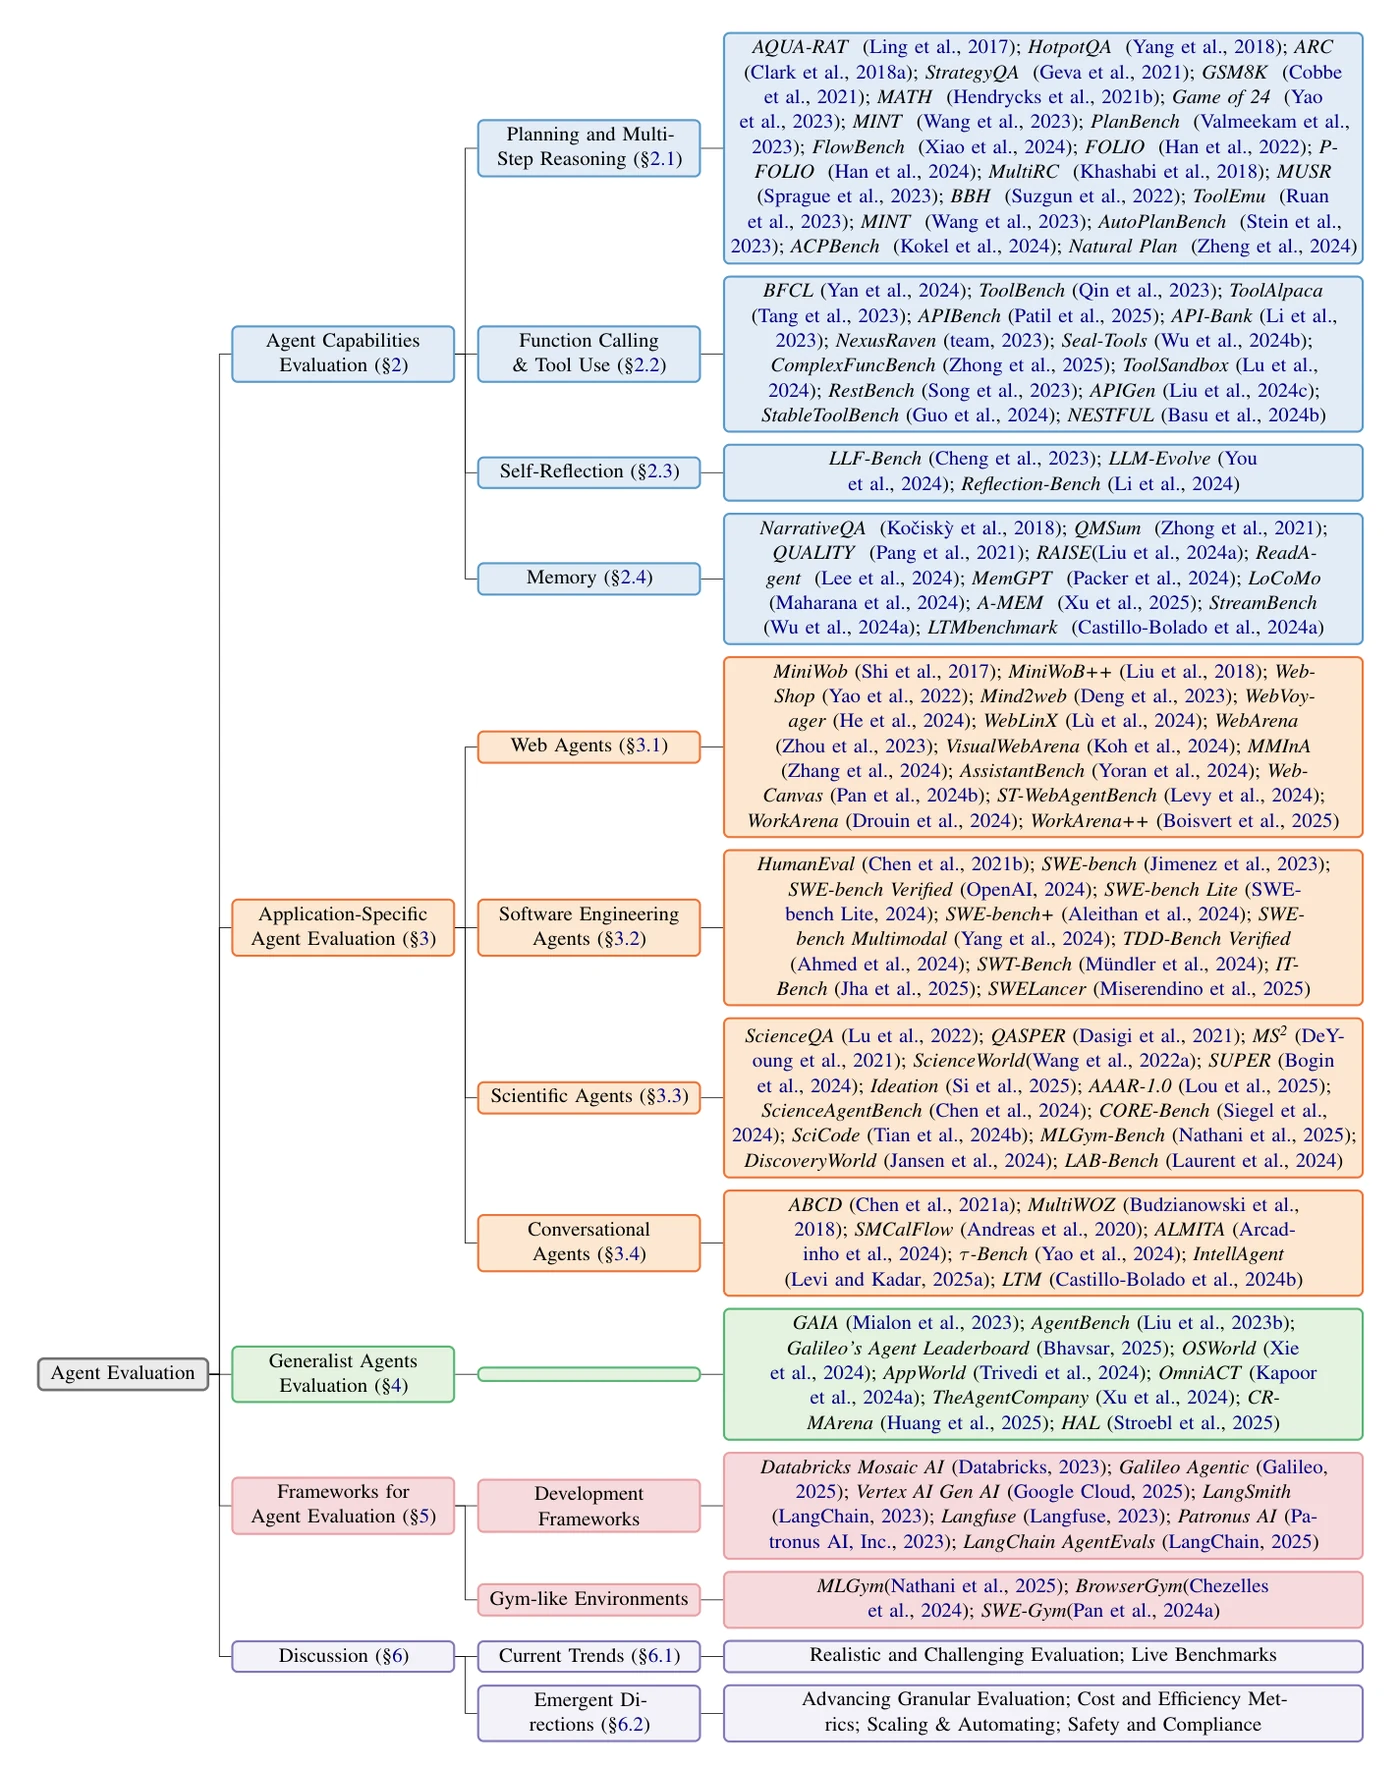 AQUA-RAT (Ling et al., 2017); HotpotQA (Yang et al., 2018); ARC
(Clark et al., 2018a); StrategyQA (Geva et al., 2021); GSM8K (Cobbe
et al., 2021); MATH (Hendrycks et al., 2021b); Game of 24 (Yao
et al., 2023); MINT (Wang et al., 2023); PlanBench (Valmeekam et al.,
2023); FlowBench (Xiao et al., 2024); FOLIO (Han et al., 2022); P-
FOLIO (Han et al., 2024); MultiRC (Khashabi et al., 2018); MUSR
(Sprague et al., 2023); BBH (Suzgun et al., 2022); ToolEmu (Ruan
et al., 2023); MINT (Wang et al., 2023); AutoPlanBench (Stein et al.,
2023); ACPBench (Kokel et al., 2024); Natural Plan (Zheng et al., 2024)
Planning and Multi-
Step Reasoning (§2.1)
BFCL (Yan et al., 2024); ToolBench (Qin et al., 2023); ToolAlpaca
(Tang et al., 2023); APIBench (Patil et al., 2025); API-Bank (Li et al.,
2023); NexusRaven (team, 2023); Seal-Tools (Wu et al., 2024b);
ComplexFuncBench (Zhong et al., 2025); ToolSandbox (Lu et al.,
2024); RestBench (Song et al., 2023); APIGen (Liu et al., 2024c);
StableToolBench (Guo et al., 2024); NESTFUL (Basu et al., 2024b)
Agent Capabilities
Evaluation (§2)
Function Calling
& Tool Use (§2.2)
Self-Reflection (§2.3)
LLF-Bench (Cheng et al., 2023); LLM-Evolve (You
et al., 2024); Reflection-Bench (Li et al., 2024)
Memory (§2.4)
NarrativeQA (Kočiskỳ et al., 2018); QMSum (Zhong et al., 2021);
QUALITY (Pang et al., 2021); RAISE(Liu et al., 2024a); ReadA-
gent (Lee et al., 2024); MemGPT (Packer et al., 2024); LoCoMo
(Maharana et al., 2024); A-MEM (Xu et al., 2025); StreamBench
(Wu et al., 2024a); LTMbenchmark (Castillo-Bolado et al., 2024a)
Web Agents (§3.1)
MiniWob (Shi et al., 2017); MiniWoB++ (Liu et al., 2018); Web-
Shop (Yao et al., 2022); Mind2web (Deng et al., 2023); WebVoy-
ager (He et al., 2024); WebLinX (Lù et al., 2024); WebArena
(Zhou et al., 2023); VisualWebArena (Koh et al., 2024); MMInA
(Zhang et al., 2024); AssistantBench (Yoran et al., 2024); Web-
Canvas (Pan et al., 2024b); ST-WebAgentBench (Levy et al., 2024);
WorkArena (Drouin et al., 2024); WorkArena++ (Boisvert et al., 2025)
Application-Specific
Agent Evaluation (§3)
Software Engineering
Agents (§3.2)
HumanEval (Chen et al., 2021b); SWE-bench (Jimenez et al., 2023);
SWE-bench Verified (OpenAI, 2024); SWE-bench Lite (SWE-
bench Lite, 2024); SWE-bench+ (Aleithan et al., 2024); SWE-
bench Multimodal (Yang et al., 2024); TDD-Bench Verified
(Ahmed et al., 2024); SWT-Bench (Mündler et al., 2024); IT-
Bench (Jha et al., 2025); SWELancer (Miserendino et al., 2025)
Scientific Agents (§3.3)
ScienceQA (Lu et al., 2022); QASPER (Dasigi et al., 2021); MS² (DeY-
oung et al., 2021); ScienceWorld(Wang et al., 2022a); SUPER (Bogin
et al., 2024); Ideation (Si et al., 2025); AAAR-1.0 (Lou et al., 2025);
ScienceAgentBench (Chen et al., 2024); CORE-Bench (Siegel et al.,
2024); SciCode (Tian et al., 2024b); MLGym-Bench (Nathani et al., 2025);
DiscoveryWorld (Jansen et al., 2024); LAB-Bench (Laurent et al., 2024)
Conversational
Agents (§3.4)
ABCD (Chen et al., 2021a); MultiWOZ (Budzianowski et al.,
2018); SMCalFlow (Andreas et al., 2020); ALMITA (Arcad-
inho et al., 2024); τ-Bench (Yao et al., 2024); IntellAgent
(Levi and Kadar, 2025a); LTM (Castillo-Bolado et al., 2024b)
Agent Evaluation
Generalist Agents
Evaluation (§4)
GAIA (Mialon et al., 2023); AgentBench (Liu et al., 2023b);
Galileo's Agent Leaderboard (Bhavsar, 2025); OSWorld (Xie
et al., 2024); AppWorld (Trivedi et al., 2024); OmniACT (Kapoor
et al., 2024a); TheAgentCompany (Xu et al., 2024); CR-
MArena (Huang et al., 2025); HAL (Stroebl et al., 2025)
Frameworks for
Agent Evaluation (§5)
Development
Frameworks
Databricks Mosaic AI (Databricks, 2023); Galileo Agentic (Galileo,
2025); Vertex AI Gen AI (Google Cloud, 2025); LangSmith
(LangChain, 2023); Langfuse (Langfuse, 2023); Patronus AI (Pa-
tronus AI, Inc., 2023); LangChain AgentEvals (LangChain, 2025)
Gym-like Environments
MLGym(Nathani et al., 2025); BrowserGym(Chezelles
et al., 2024); SWE-Gym(Pan et al., 2024a)
Discussion (§6)
Current Trends (§6.1)
Realistic and Challenging Evaluation; Live Benchmarks
Emergent Di-
rections (§6.2)
Advancing Granular Evaluation; Cost and Efficiency Met-
rics; Scaling & Automating; Safety and Compliance